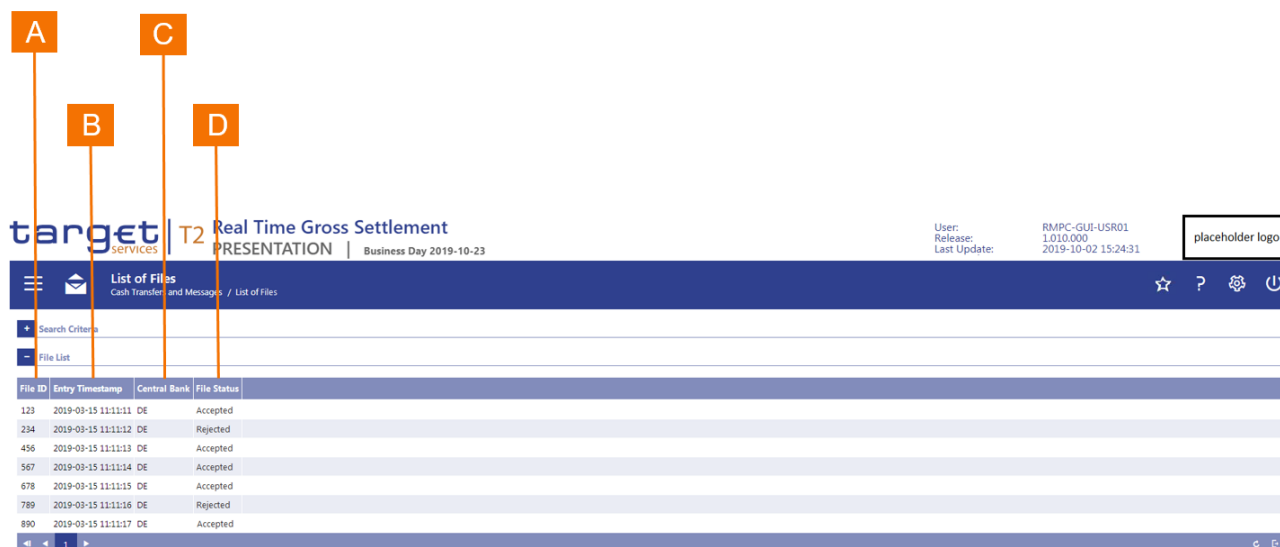 A
C
B
D
target services | T2 Real Time Gross Settlement
PRESENTATION | Business Day 2019-10-23
User: RMPC-GUI-USR01
Release: 1.010.000
Last Update: 2019-10-02 15:24:31
placeholder logo
List of Files
Cash Transfers and Messages / List of Files
?
+ Search Criteria
− File List
File ID Entry Timestamp Central Bank File Status
123 2019-03-15 11:11:11 DE Accepted
234 2019-03-15 11:11:12 DE Rejected
456 2019-03-15 11:11:13 DE Accepted
567 2019-03-15 11:11:14 DE Accepted
678 2019-03-15 11:11:15 DE Accepted
789 2019-03-15 11:11:16 DE Rejected
890 2019-03-15 11:11:17 DE Accepted
1